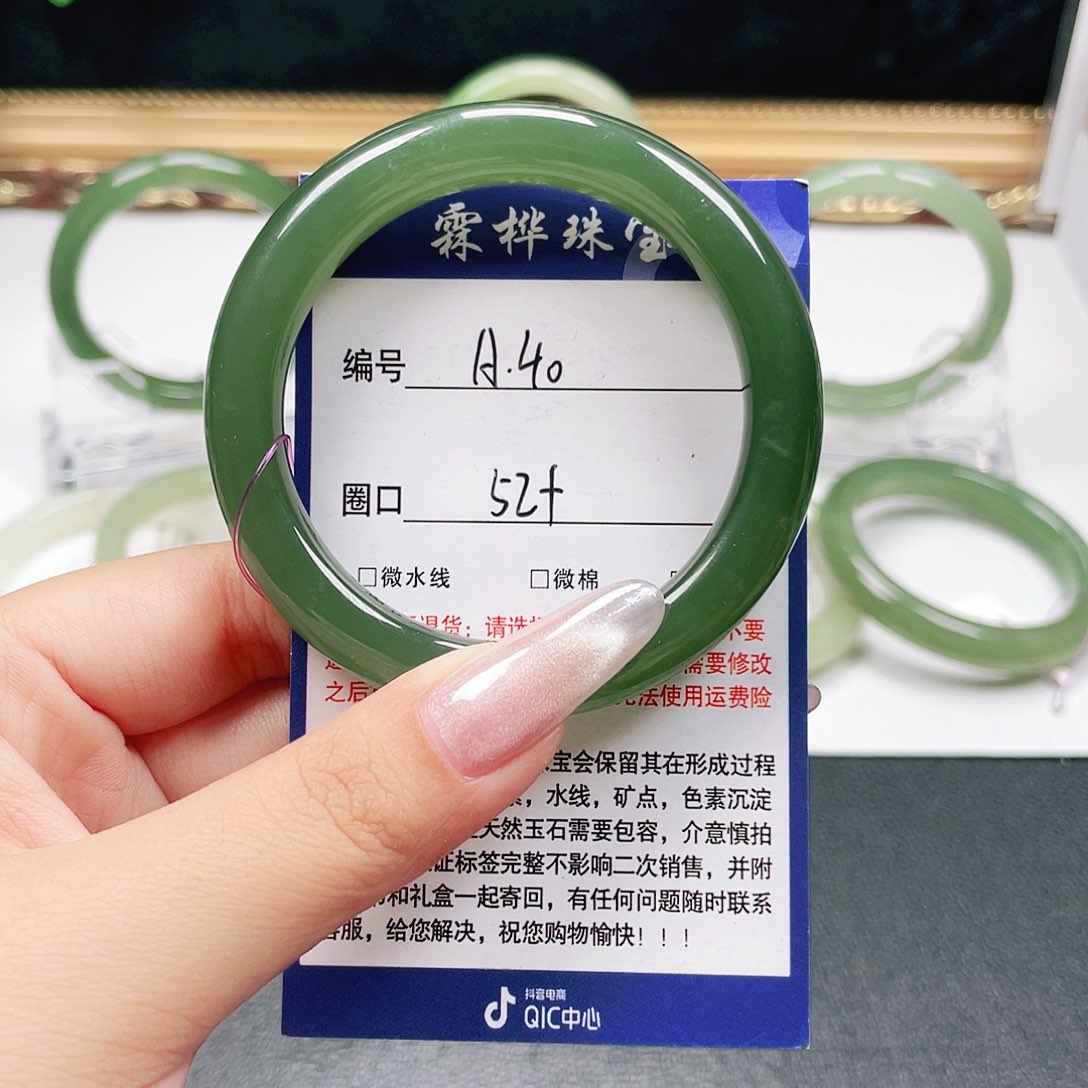 霖桦珠宝
编号 A.40
圈口 52+
□微水线 □微棉
退货：请选择 不要
需要修改
之后 无法使用运费险
宝会保留其在形成过程
，水线，矿点，色素沉淀
天然玉石需要包容，介意慎拍
证标签完整不影响二次销售，并附
和礼盒一起寄回，有任何问题随时联系
客服，给您解决，祝您购物愉快！！！
抖音电商
QIC中心